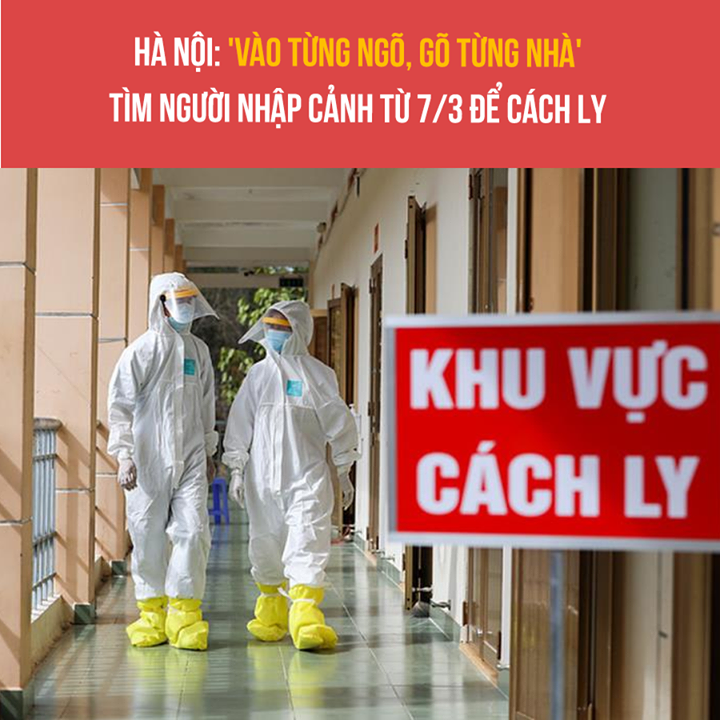 HÀ NỘI: 'VÀO TỪNG NGÕ, GÕ TỪNG NHÀ'
TÌM NGƯỜI NHẬP CẢNH TỪ 7/3 ĐỂ CÁCH LY
KHU VỰC
CÁCH LY